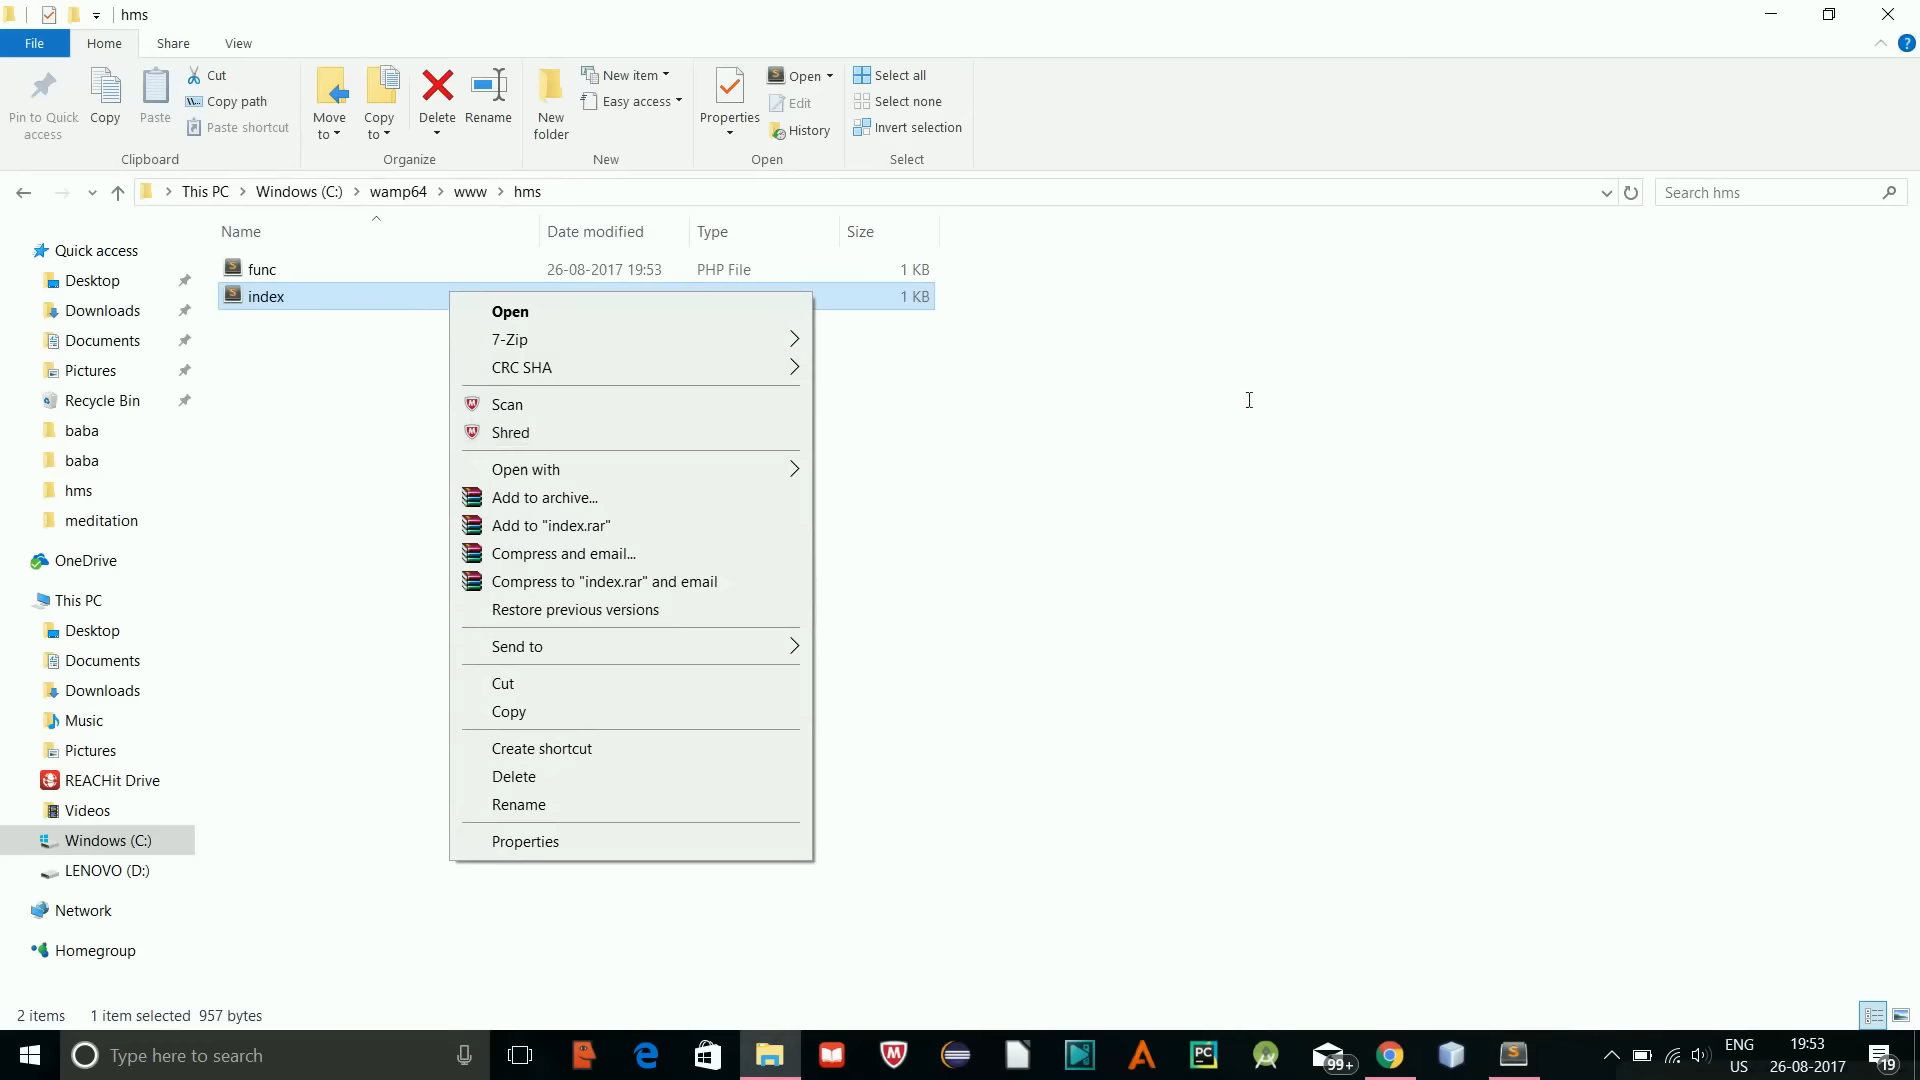 hms
File Home Share View
Pin to Quick access
Copy
Paste
Cut
Copy path
Paste shortcut
Clipboard
Move to
Copy to
Delete
Rename
Organize
New folder
New item
Easy access
New
Properties
Open
Edit
History
Open
Select all
Select none
Invert selection
Select
This PC > Windows (C:) > wamp64 > www > hms
Search hms
Name Date modified Type Size
func 26-08-2017 19:53 PHP File 1 KB
index 1 KB
Quick access
Desktop
Downloads
Documents
Pictures
Recycle Bin
baba
baba
hms
meditation
OneDrive
This PC
Desktop
Documents
Downloads
Music
Pictures
REACHit Drive
Videos
Windows (C:)
LENOVO (D:)
Network
Homegroup
Open
7-Zip
CRC SHA
Scan
Shred
Open with
Add to archive...
Add to "index.rar"
Compress and email...
Compress to "index.rar" and email
Restore previous versions
Send to
Cut
Copy
Create shortcut
Delete
Rename
Properties
2 items 1 item selected 957 bytes
Type here to search
PC
99+
ENG
US
19:53
26-08-2017
19